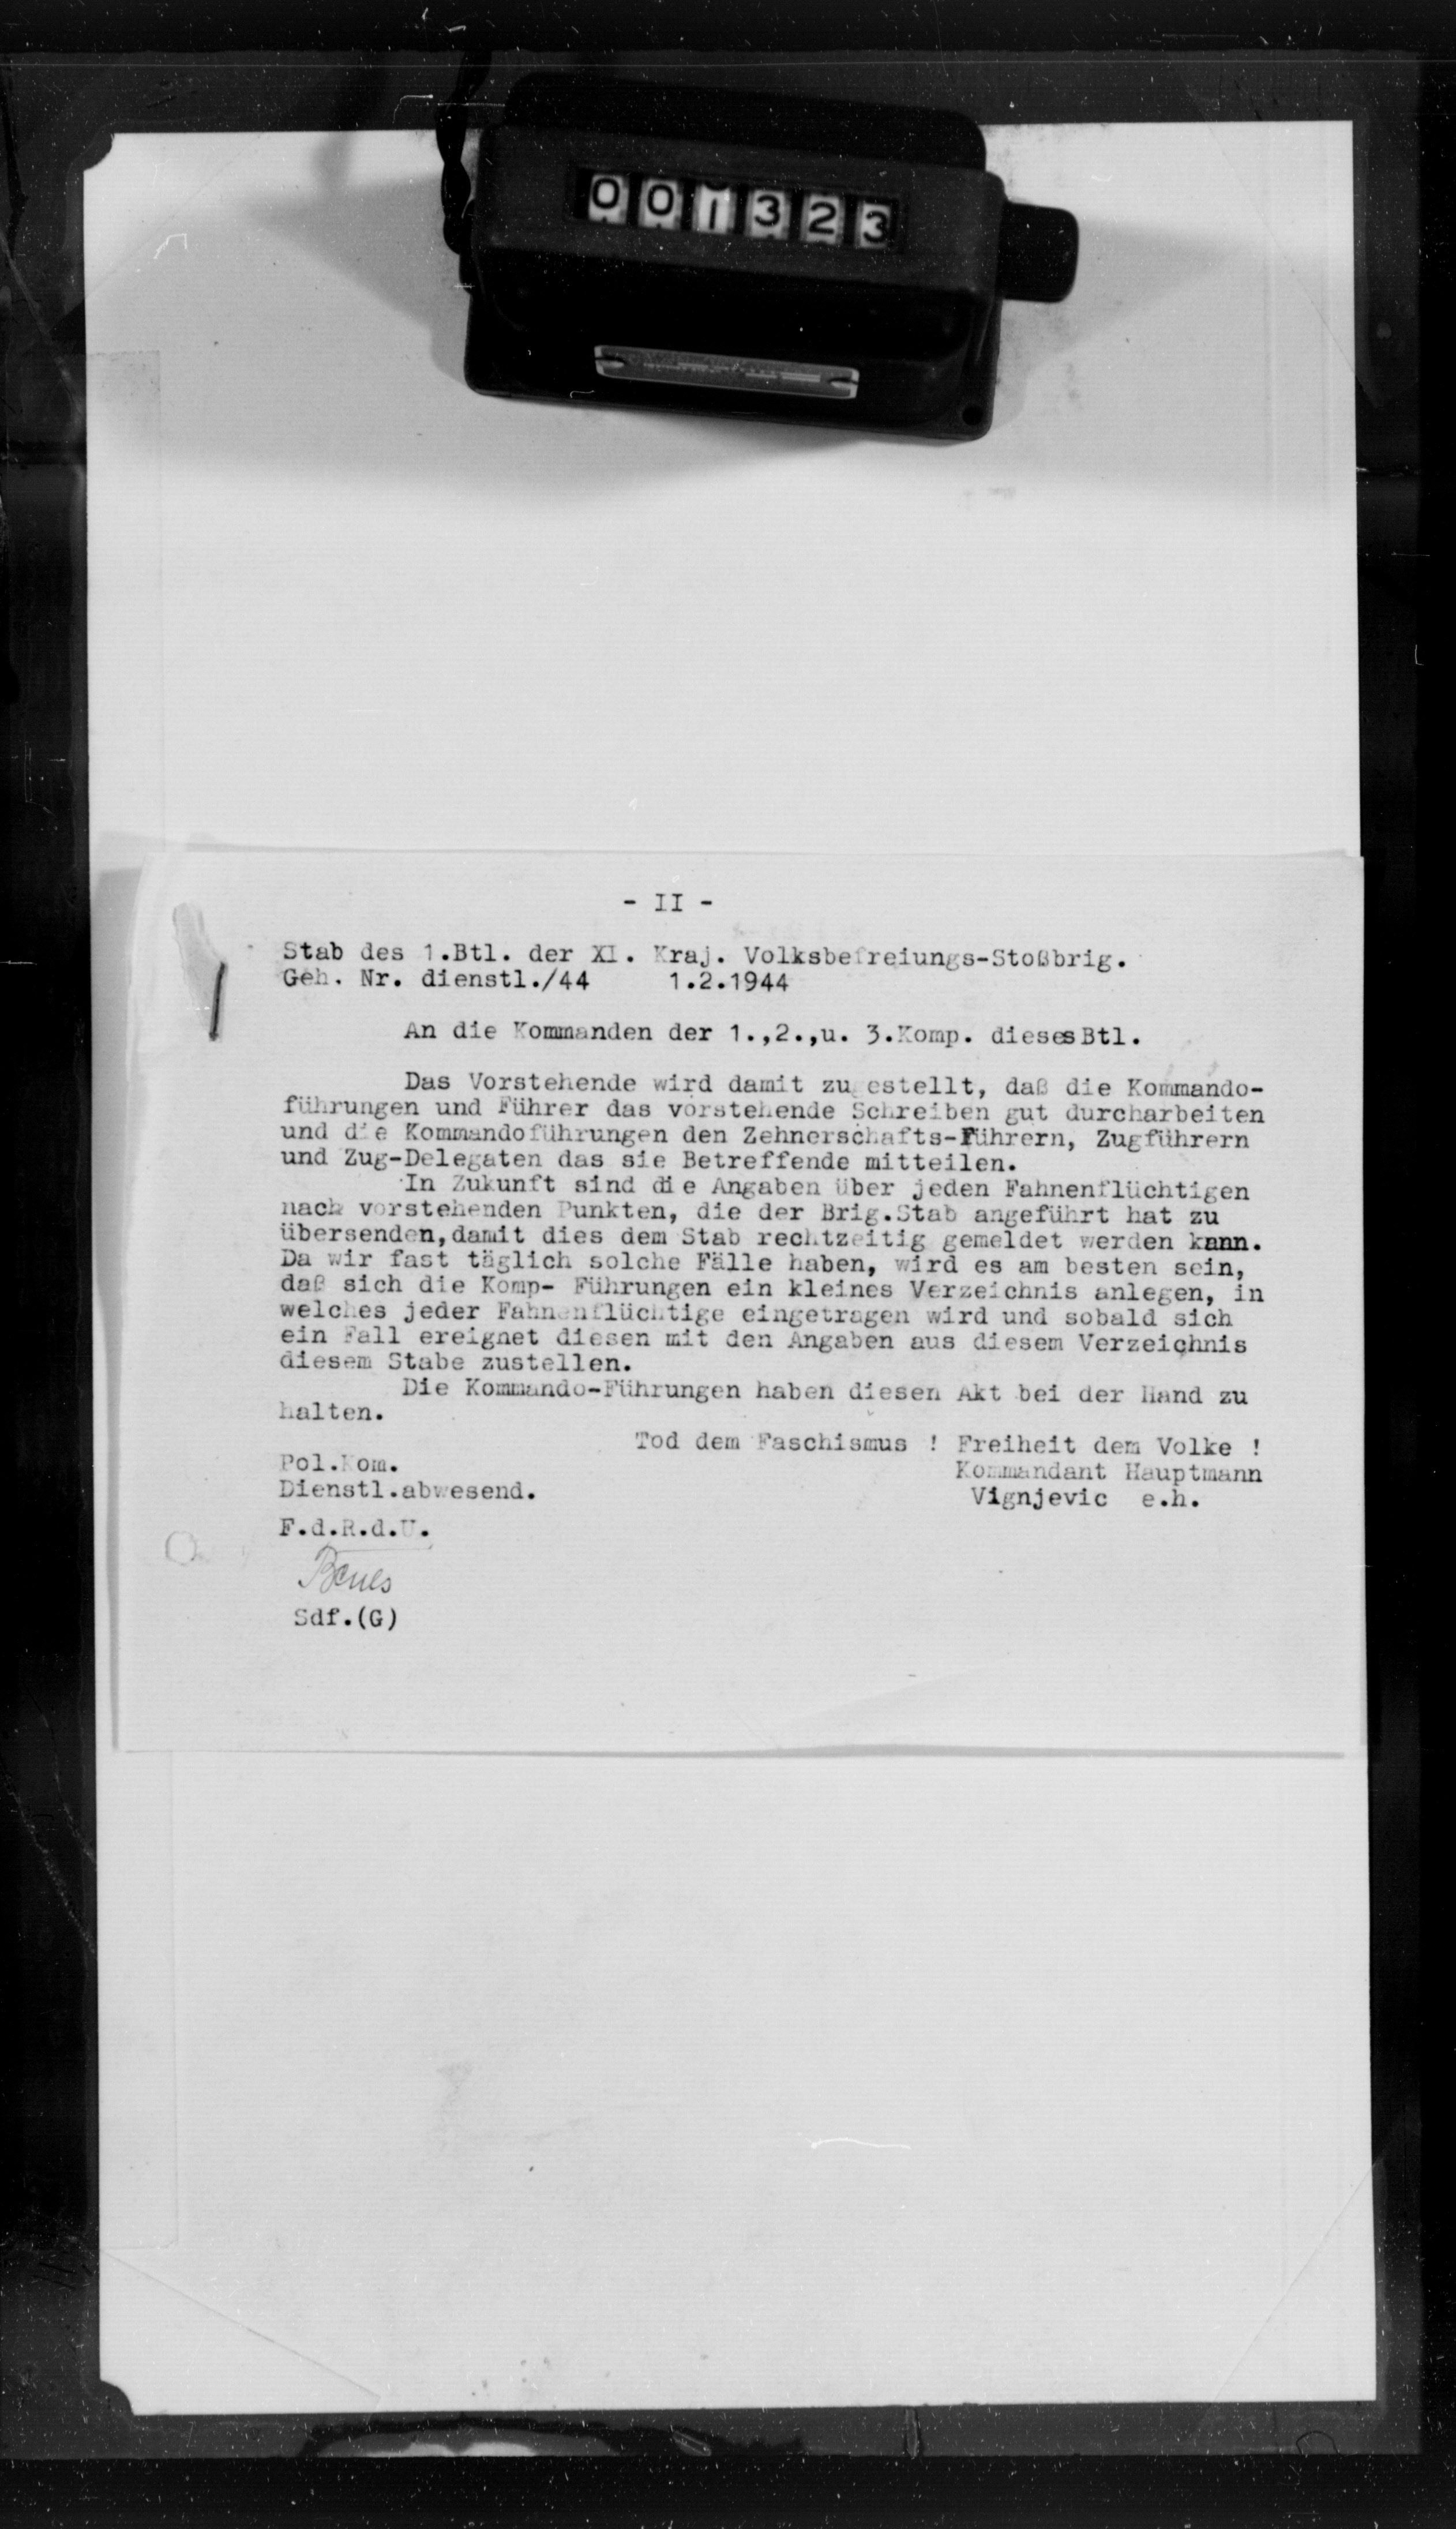 001323
- II -
Stab des 1.Btl. der XI. Kraj. Volksbefreiungs-Stoßbrig.
Geh. Nr. dienstl./44 1.2.1944
An die Kommanden der 1.,2.,u. 3.Komp. dieses Btl.
Das Vorstehende wird damit zugestellt, daß die Kommando-
führungen und Führer das vorstehende Schreiben gut durcharbeiten
und die Kommandoführungen den Zehnerschafts-Führern, Zugführern
und Zug-Delegaten das sie Betreffende mitteilen.
In Zukunft sind die Angaben über jeden Fahnenflüchtigen
nach vorstehenden Punkten, die der Brig.Stab angeführt hat zu
übersenden,damit dies dem Stab rechtzeitig gemeldet werden kann.
Da wir fast täglich solche Fälle haben, wird es am besten sein,
daß sich die Komp- Führungen ein kleines Verzeichnis anlegen, in
welches jeder Fahnenflüchtige eingetragen wird und sobald sich
ein Fall ereignet diesen mit den Angaben aus diesem Verzeichnis
diesem Stabe zustellen.
Die Kommando-Führungen haben diesen Akt bei der Hand zu
halten.
Tod dem Faschismus ! Freiheit dem Volke !
Pol.Kom. Kommandant Hauptmann
Dienstl.abwesend. Vignjevic e.h.
F.d.R.d.U.
Sdf.(G)